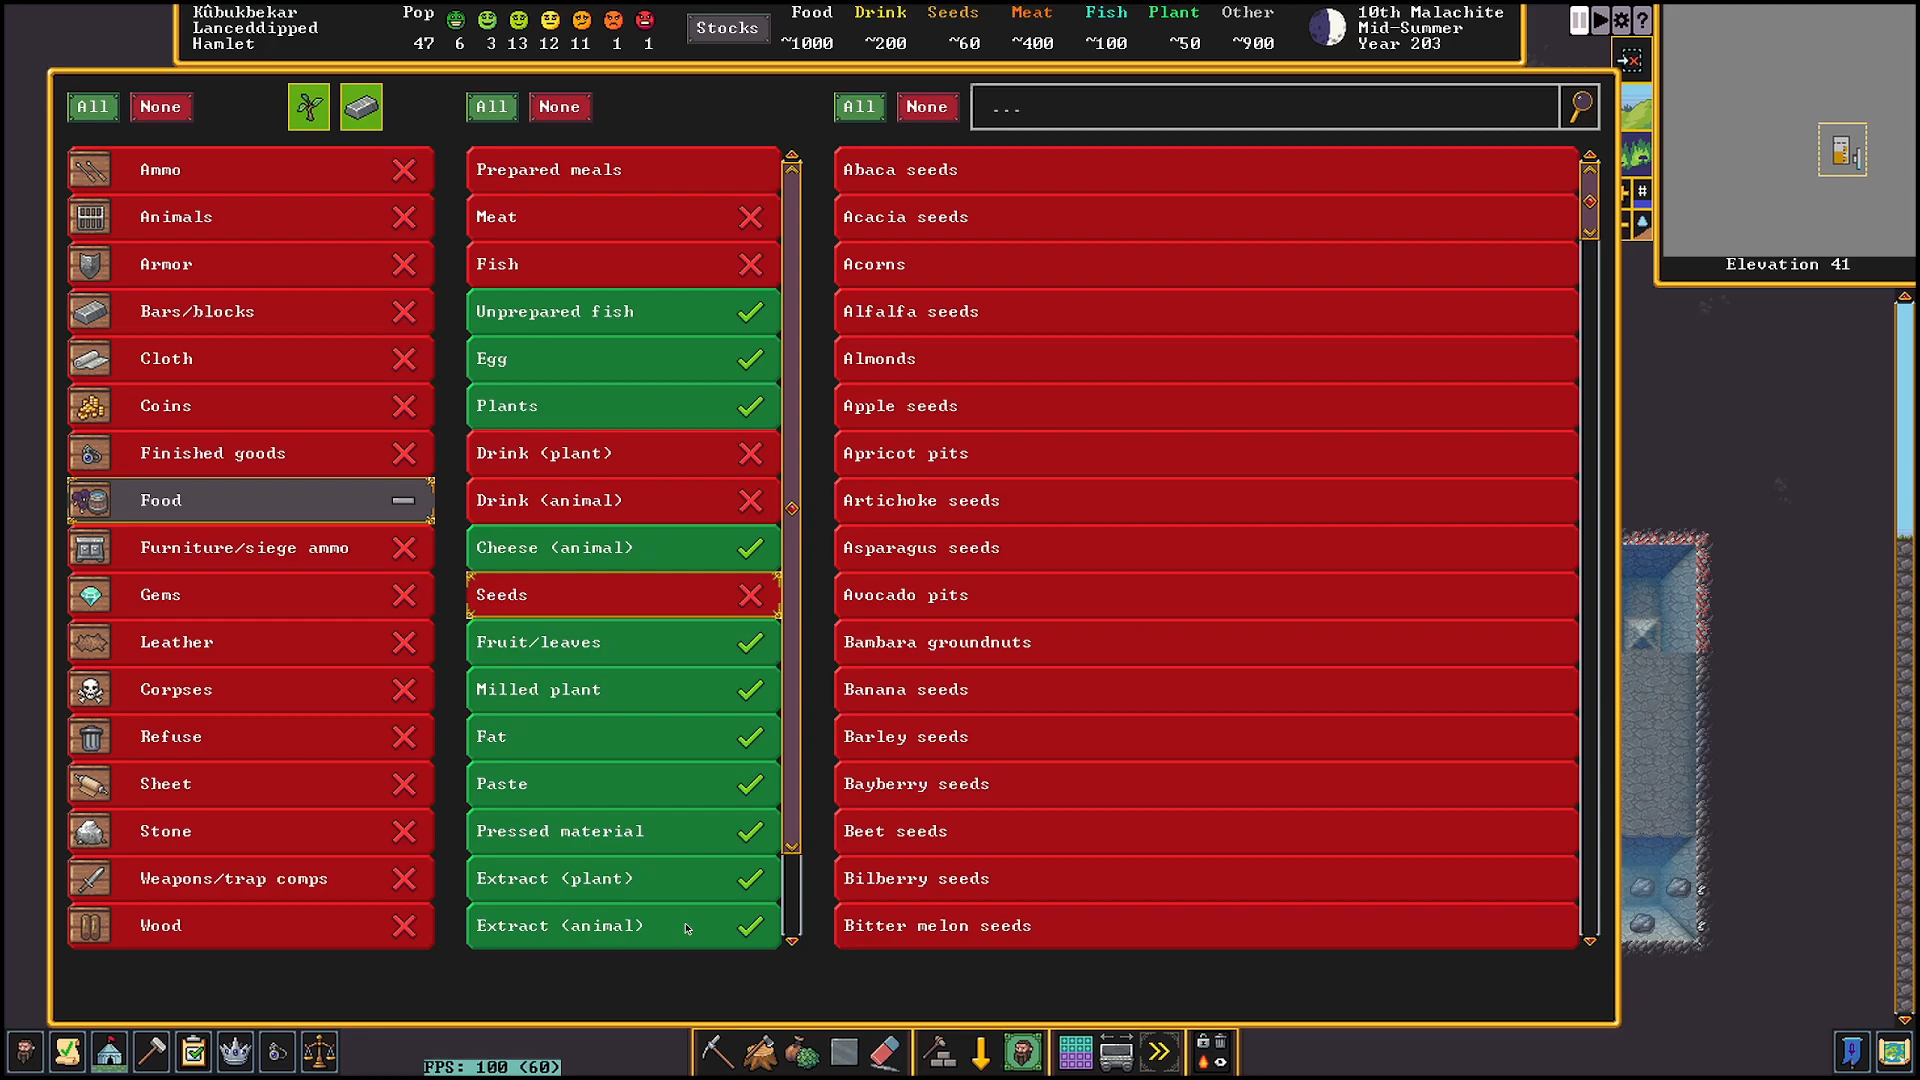 Kûbukbekar
Lanceddipped
Hamlet
Pop
47 6 3 13 12 11 1 1
Stocks
Food Drink Seeds Meat Fish Plant Other
~1000 ~200 ~60 ~400 ~100 ~50 ~900
10th Malachite
Mid-Summer
Year 203
?
All None
All None
All None
...
Ammo
Animals
Armor
Bars/blocks
Cloth
Coins
Finished goods
Food
Furniture/siege ammo
Gems
Leather
Corpses
Refuse
Sheet
Stone
Weapons/trap comps
Wood
Prepared meals
Meat
Fish
Unprepared fish
Egg
Plants
Drink (plant)
Drink (animal)
Cheese (animal)
Seeds
Fruit/leaves
Milled plant
Fat
Paste
Pressed material
Extract (plant)
Extract (animal)
Abaca seeds
Acacia seeds
Acorns
Alfalfa seeds
Almonds
Apple seeds
Apricot pits
Artichoke seeds
Asparagus seeds
Avocado pits
Bambara groundnuts
Banana seeds
Barley seeds
Bayberry seeds
Beet seeds
Bilberry seeds
Bitter melon seeds
#
Elevation 41
FPS: 100 (60)